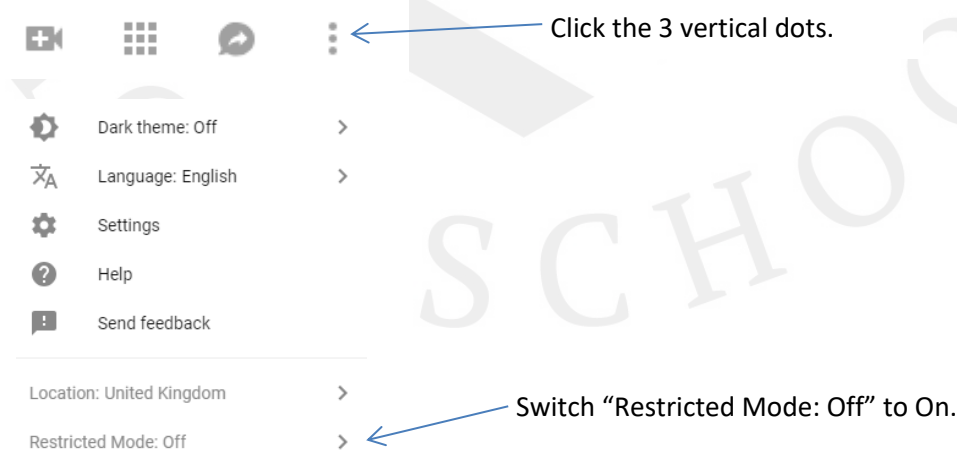 Click the 3 vertical dots.
Dark theme: Off
Language: English
Settings
Help
Send feedback
Location: United Kingdom
Switch “Restricted Mode: Off” to On.
Restricted Mode: Off
SCHO